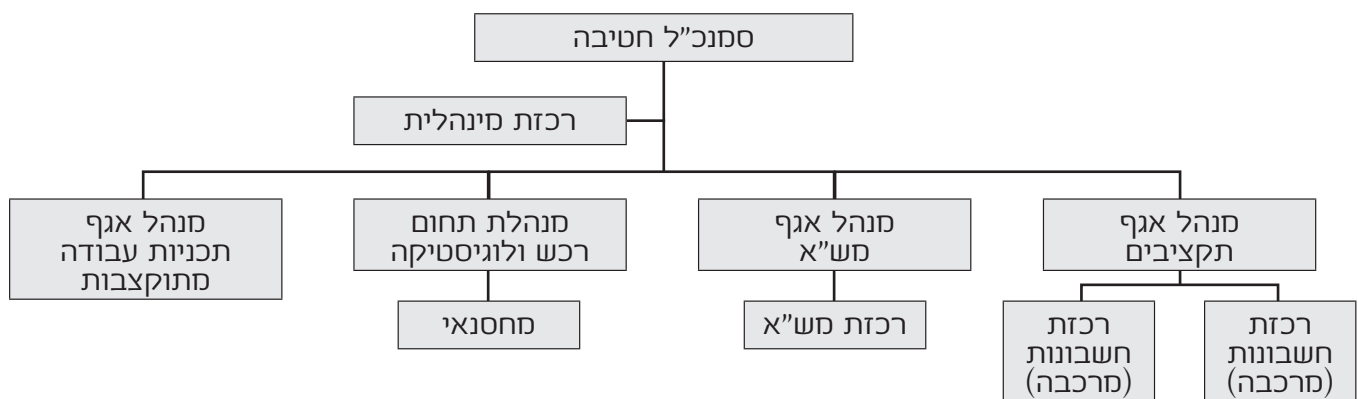 סמנכ"ל חטיבה
רכזת מינהלית
מנהל אגף
תקציבים
מנהל אגף
מש"א
מנהלת תחום
רכש ולוגיסטיקה
מנהל אגף
תכניות עבודה
מתוקצבות
רכזת
חשבונות
(מרכבה)
רכזת
חשבונות
(מרכבה)
רכזת מש"א
מחסנאי